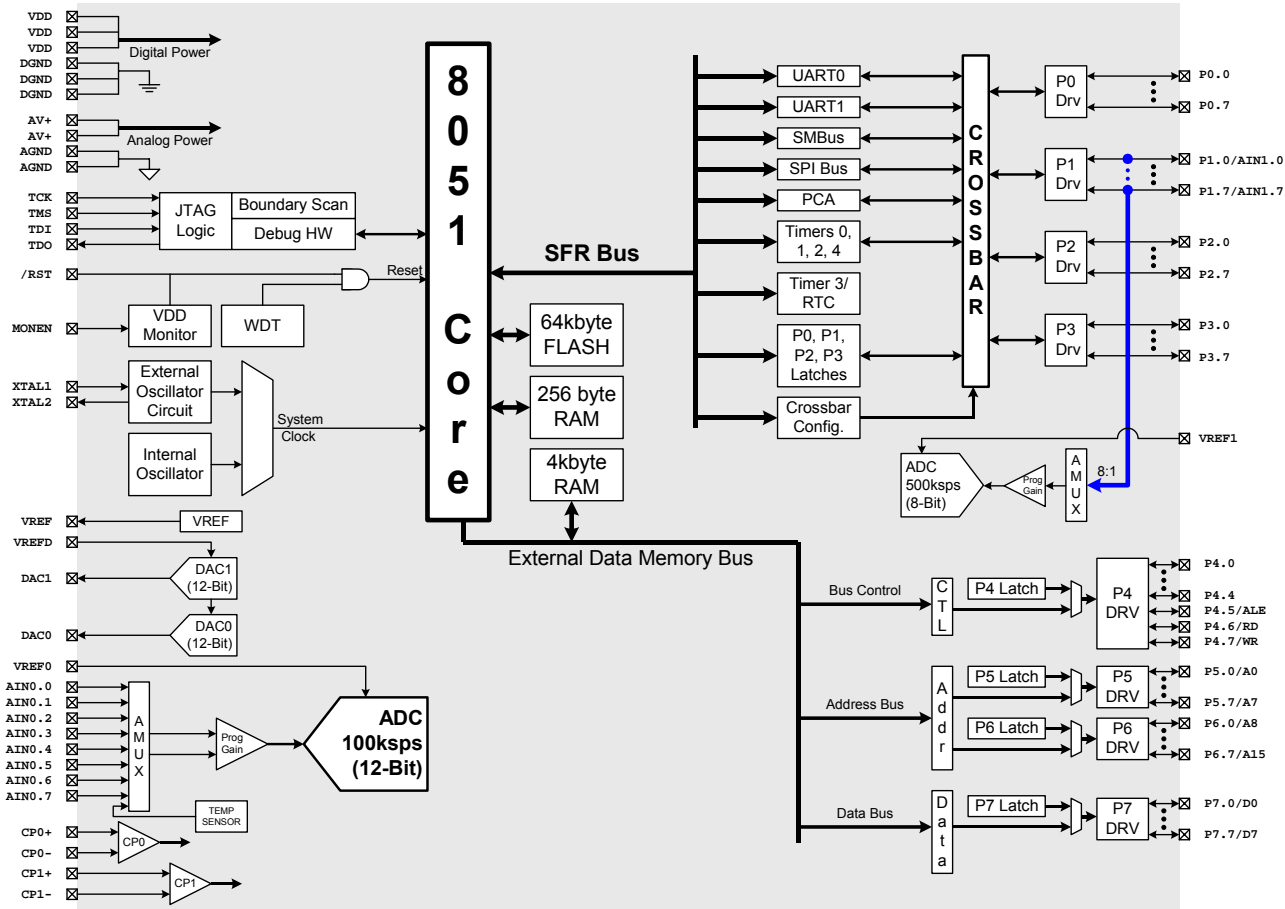 VDD
VDD
VDD
Digital Power
DGND
DGND
DGND
AV+
AV+
Analog Power
AGND
AGND
TCK
TMS
TDI
TDO
JTAG
Logic
Boundary Scan
Debug HW
/RST
Reset
MONEN
VDD
Monitor
WDT
XTAL1
XTAL2
External
Oscillator
Circuit
Internal
Oscillator
System
Clock
VREF
VREF
VREFD
DAC1
DAC1
(12-Bit)
DAC0
DAC0
(12-Bit)
VREF0
AIN0.0
AIN0.1
AIN0.2
AIN0.3
AIN0.4
AIN0.5
AIN0.6
AIN0.7
A
M
U
X
Prog
Gain
ADC
100ksps
(12-Bit)
TEMP
SENSOR
CP0+
CP0-
CP0
CP1+
CP1-
CP1
8
0
5
1
C
o
r
e
SFR Bus
64kbyte
FLASH
256 byte
RAM
4kbyte
RAM
External Data Memory Bus
UART0
UART1
SMBus
SPI Bus
PCA
Timers 0,
1, 2, 4
Timer 3/
RTC
P0, P1,
P2, P3
Latches
Crossbar
Config.
C
R
O
S
S
B
A
R
P0
Drv
P0.0
P0.7
P1
Drv
P1.0/AIN1.0
P1.7/AIN1.7
P2
Drv
P2.0
P2.7
P3
Drv
P3.0
P3.7
VREF1
ADC
500ksps
(8-Bit)
Prog
Gain
A
M
U
X
8:1
Bus Control
C
T
L
P4 Latch
P4
DRV
P4.0
P4.4
P4.5/ALE
P4.6/RD
P4.7/WR
Address Bus
A
d
d
r
P5 Latch
P5
DRV
P5.0/A0
P5.7/A7
P6 Latch
P6
DRV
P6.0/A8
P6.7/A15
Data Bus
D
a
t
a
P7 Latch
P7
DRV
P7.0/D0
P7.7/D7